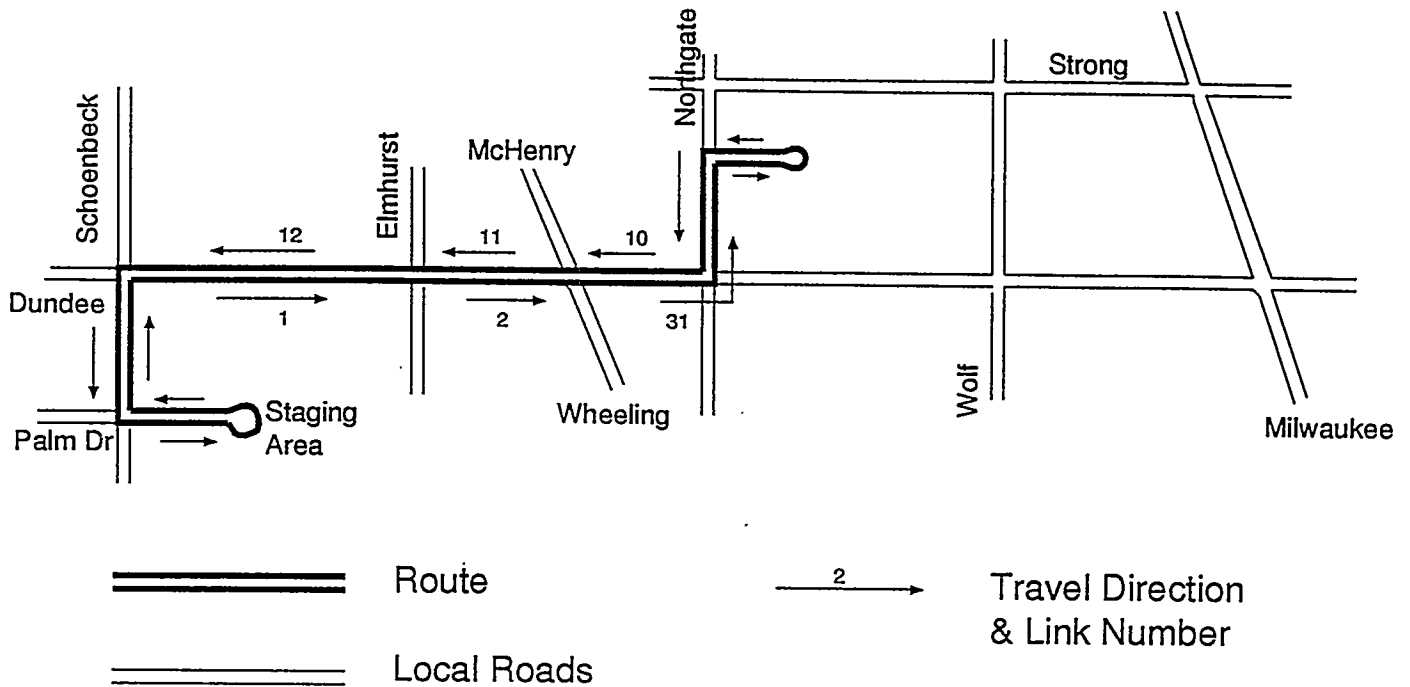 Northgate
Strong
Schoenbeck
Elmhurst
McHenry
12
11
10
Dundee
1
2
31
Wolf
Palm Dr
Staging
Area
Wheeling
Milwaukee
Route
2
Travel Direction
& Link Number
Local Roads